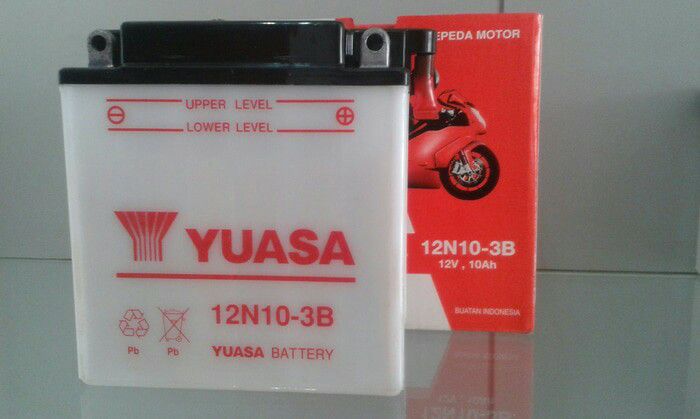 UPPER LEVEL
LOWER LEVEL
YUASA
12N10-3B
Pb
Pb
YUASA BATTERY
EPEDA MOTOR
12N10-3B
12V , 10Ah
BUATAN INDONESIA